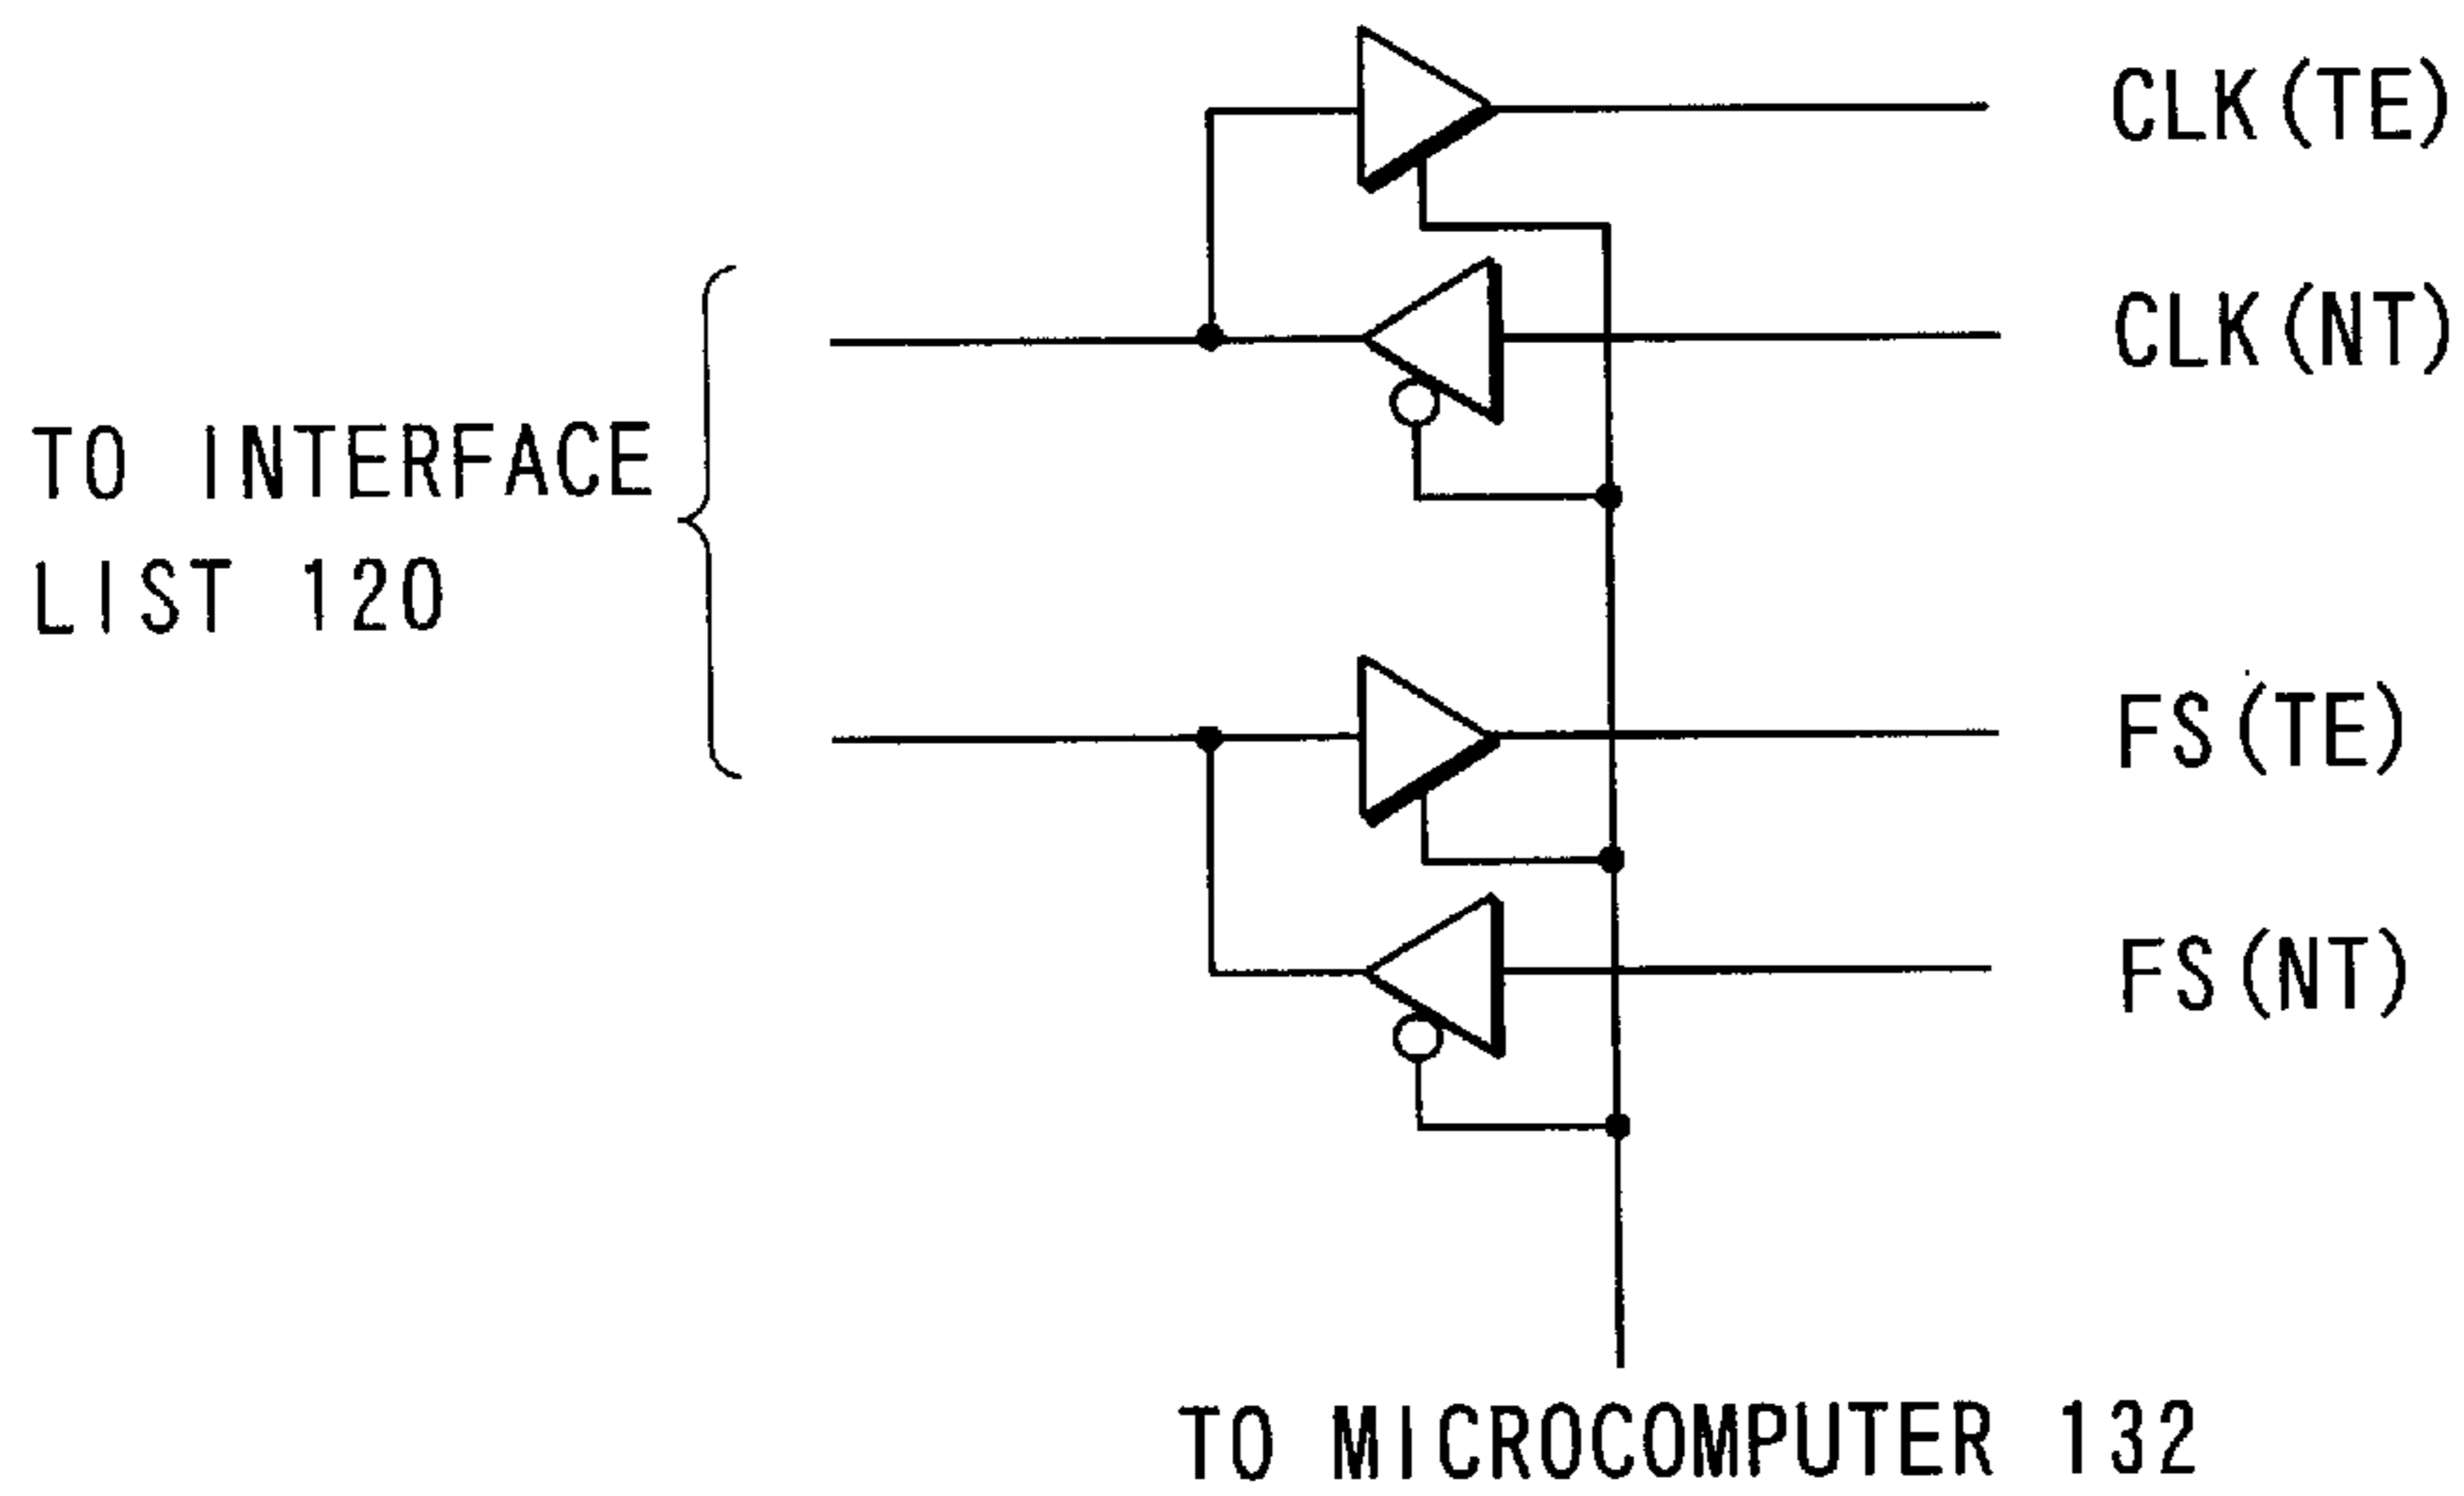 CLK(TE)
CLK(NT)
TO INTERFACE
LIST 120
FS(TE)
FS(NT)
TO MICROCOMPUTER 132